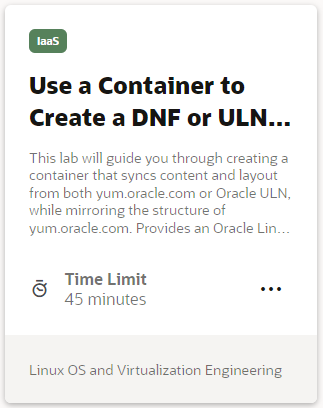 IaaS
Use a Container to
Create a DNF or ULN...
This lab will guide you through creating a
container that syncs content and layout
from both yum.oracle.com or Oracle ULN,
while mirroring the structure of
yum.oracle.com. Provides an Oracle Lin...
Time Limit
45 minutes
Linux OS and Virtualization Engineering